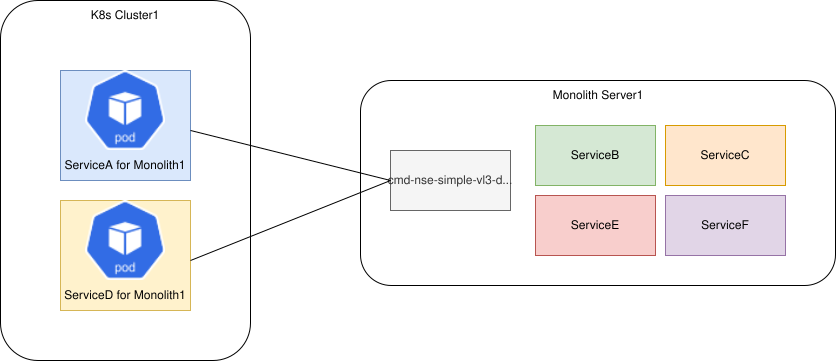 K8s Cluster1
pod
ServiceA for Monolith1
pod
ServiceD for Monolith1
Monolith Server1
cmd-nse-simple-vl3-d...
ServiceB
ServiceC
ServiceE
ServiceF